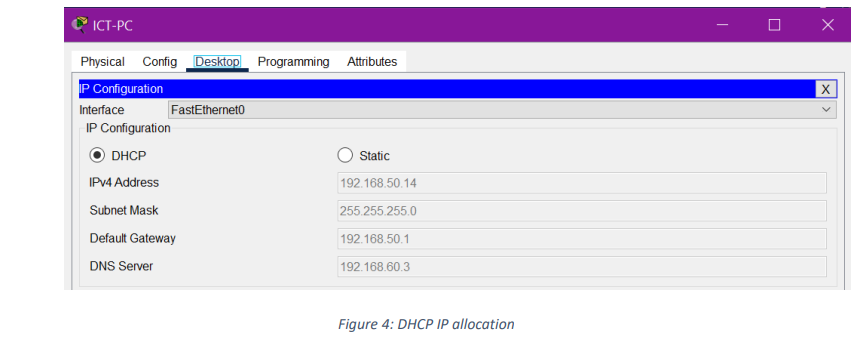 ICT-PC
Physical Config Desktop Programming Attributes
IP Configuration X
Interface FastEthernet0
IP Configuration
DHCP Static
IPv4 Address 192.168.50.14
Subnet Mask 255.255.255.0
Default Gateway 192.168.50.1
DNS Server 192.168.60.3
Figure 4: DHCP IP allocation